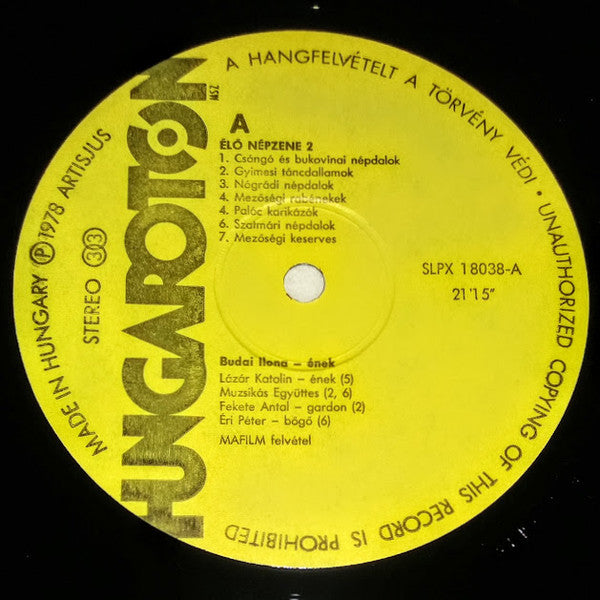 A HANGFELVÉTELT A TÖRVÉNY VÉDI • UNAUTHORIZED COPYING OF THIS RECORD IS PROHIBITED
MADE IN HUNGARY Ⓟ 1978 ARTISJUS
STEREO 33
HUNGAROTON
MSZ
A
ÉLŐ NÉPZENE 2
1. Csángó és bukovinai népdalok
2. Gyimesi táncdallamok
3. Nógrádi népdalok
4. Mezőségi rabénekek
4. Palóc karikázók
6. Szatmári népdalok
7. Mezőségi keserves
SLPX 18038-A
21'15"
Budai Ilona – ének
Lázár Katalin – ének (5)
Muzsikás Együttes (2, 6)
Fekete Antal – gardon (2)
Éri Péter – bőgő (6)
MAFILM felvétel